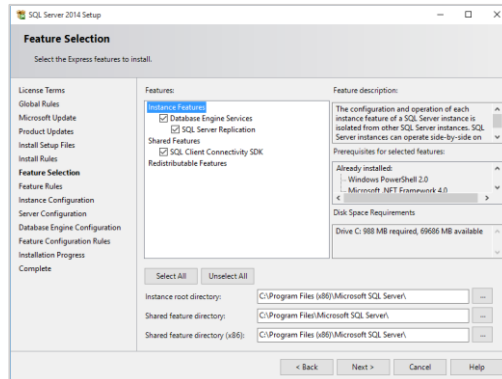 SQL Server 2014 Setup
Feature Selection
Select the Express features to install.
License Terms
Global Rules
Microsoft Update
Product Updates
Install Setup Files
Install Rules
Feature Selection
Feature Rules
Instance Configuration
Server Configuration
Database Engine Configuration
Feature Configuration Rules
Installation Progress
Complete
Features:
Instance Features
Database Engine Services
SQL Server Replication
Shared Features
SQL Client Connectivity SDK
Redistributable Features
Feature description:
The configuration and operation of each
instance feature of a SQL Server instance is
isolated from other SQL Server instances. SQL
Server instances can operate side-by-side on
Prerequisites for selected features:
Already installed:
Windows PowerShell 2.0
Microsoft .NET Framework 4.0
Disk Space Requirements
Drive C: 988 MB required, 69686 MB available
Select All
Unselect All
Instance root directory:
C:\Program Files (x86)\Microsoft SQL Server\
...
Shared feature directory:
C:\Program Files\Microsoft SQL Server\
...
Shared feature directory (x86):
C:\Program Files (x86)\Microsoft SQL Server\
...
< Back
Next >
Cancel
Help